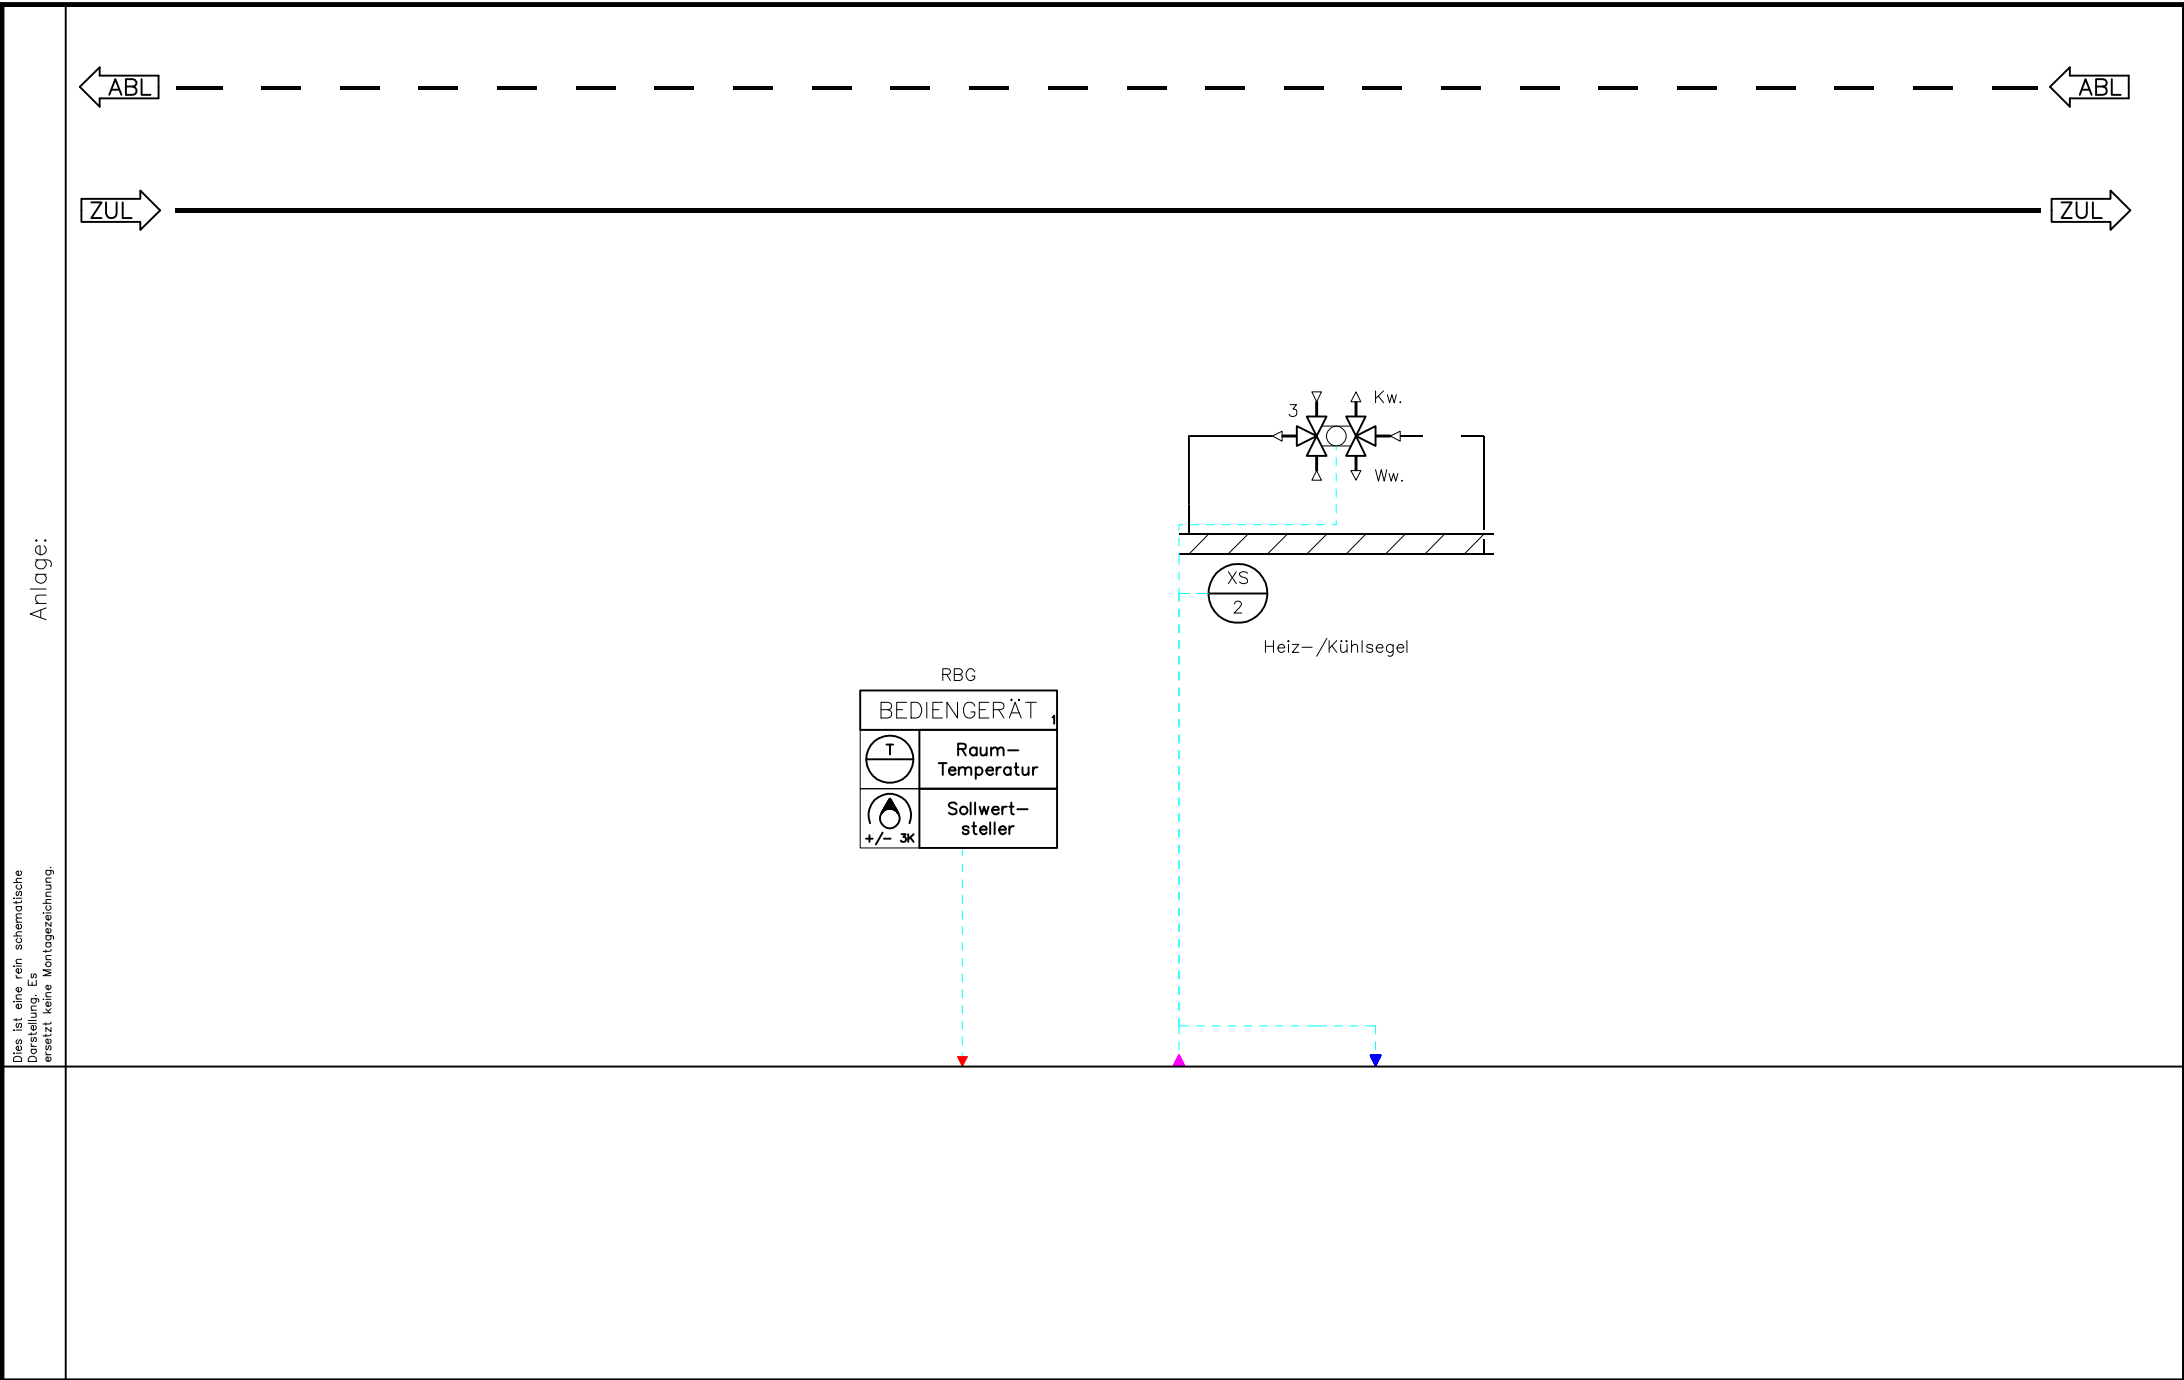 ABL
ABL
ZUL
ZUL
3
Kw.
Ww.
XS
2
Heiz-/Kühlsegel
RBG
BEDIENGERÄT
1
T
Raum-
Temperatur
+/- 3K
Sollwert-
steller
Anlage:
Dies ist eine rein schematische
Darstellung. Es
ersetzt keine Montagezeichnung.